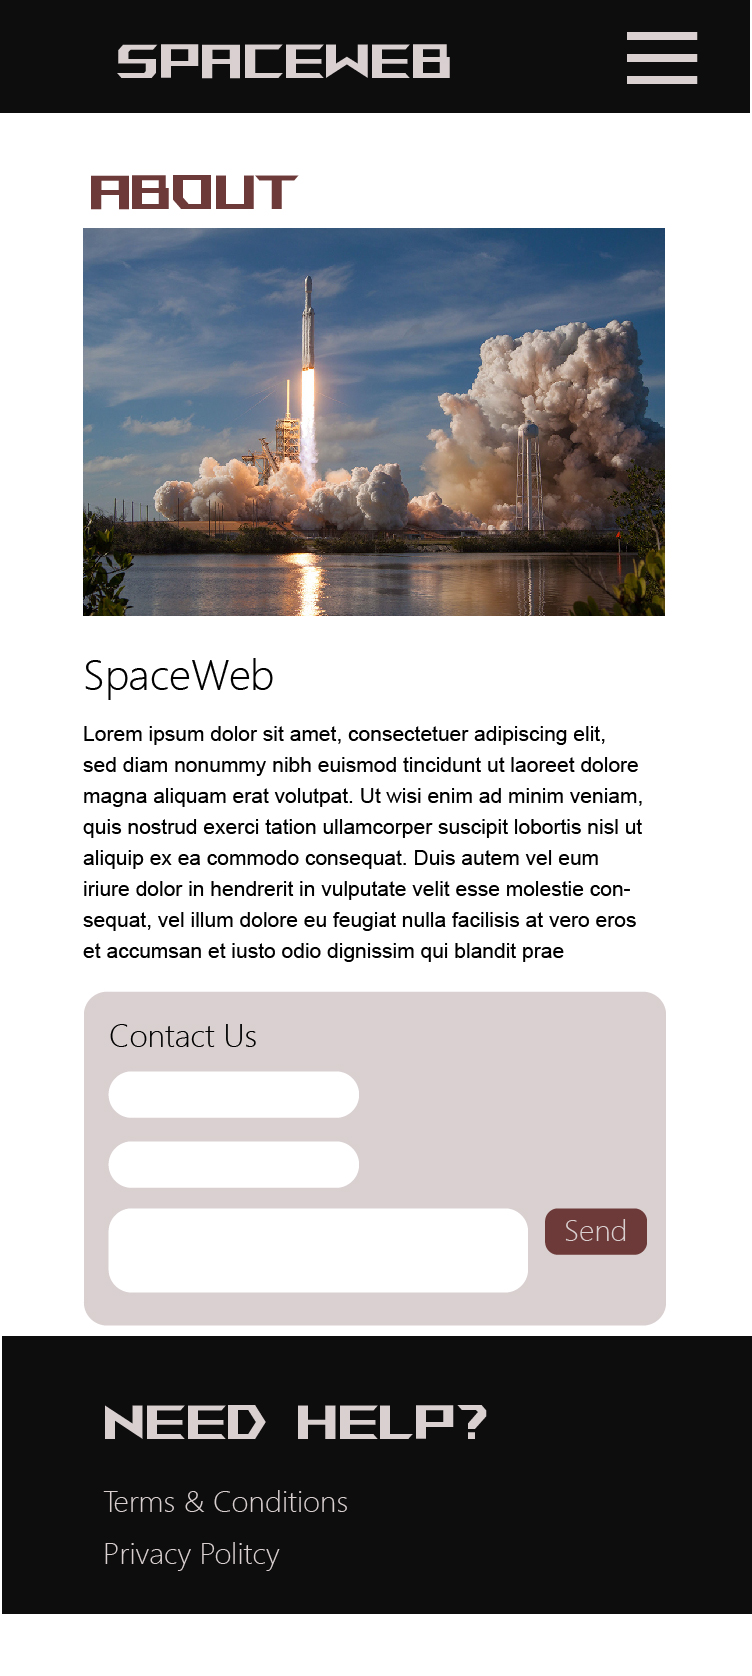 SPACEWEB
ABOUT
SpaceWeb
Lorem ipsum dolor sit amet, consectetuer adipiscing elit,
sed diam nonummy nibh euismod tincidunt ut laoreet dolore
magna aliquam erat volutpat. Ut wisi enim ad minim veniam,
quis nostrud exerci tation ullamcorper suscipit lobortis nisl ut
aliquip ex ea commodo consequat. Duis autem vel eum
iriure dolor in hendrerit in vulputate velit esse molestie con-
sequat, vel illum dolore eu feugiat nulla facilisis at vero eros
et accumsan et iusto odio dignissim qui blandit prae
Contact Us
Send
NEED HELP?
Terms & Conditions
Privacy Politcy